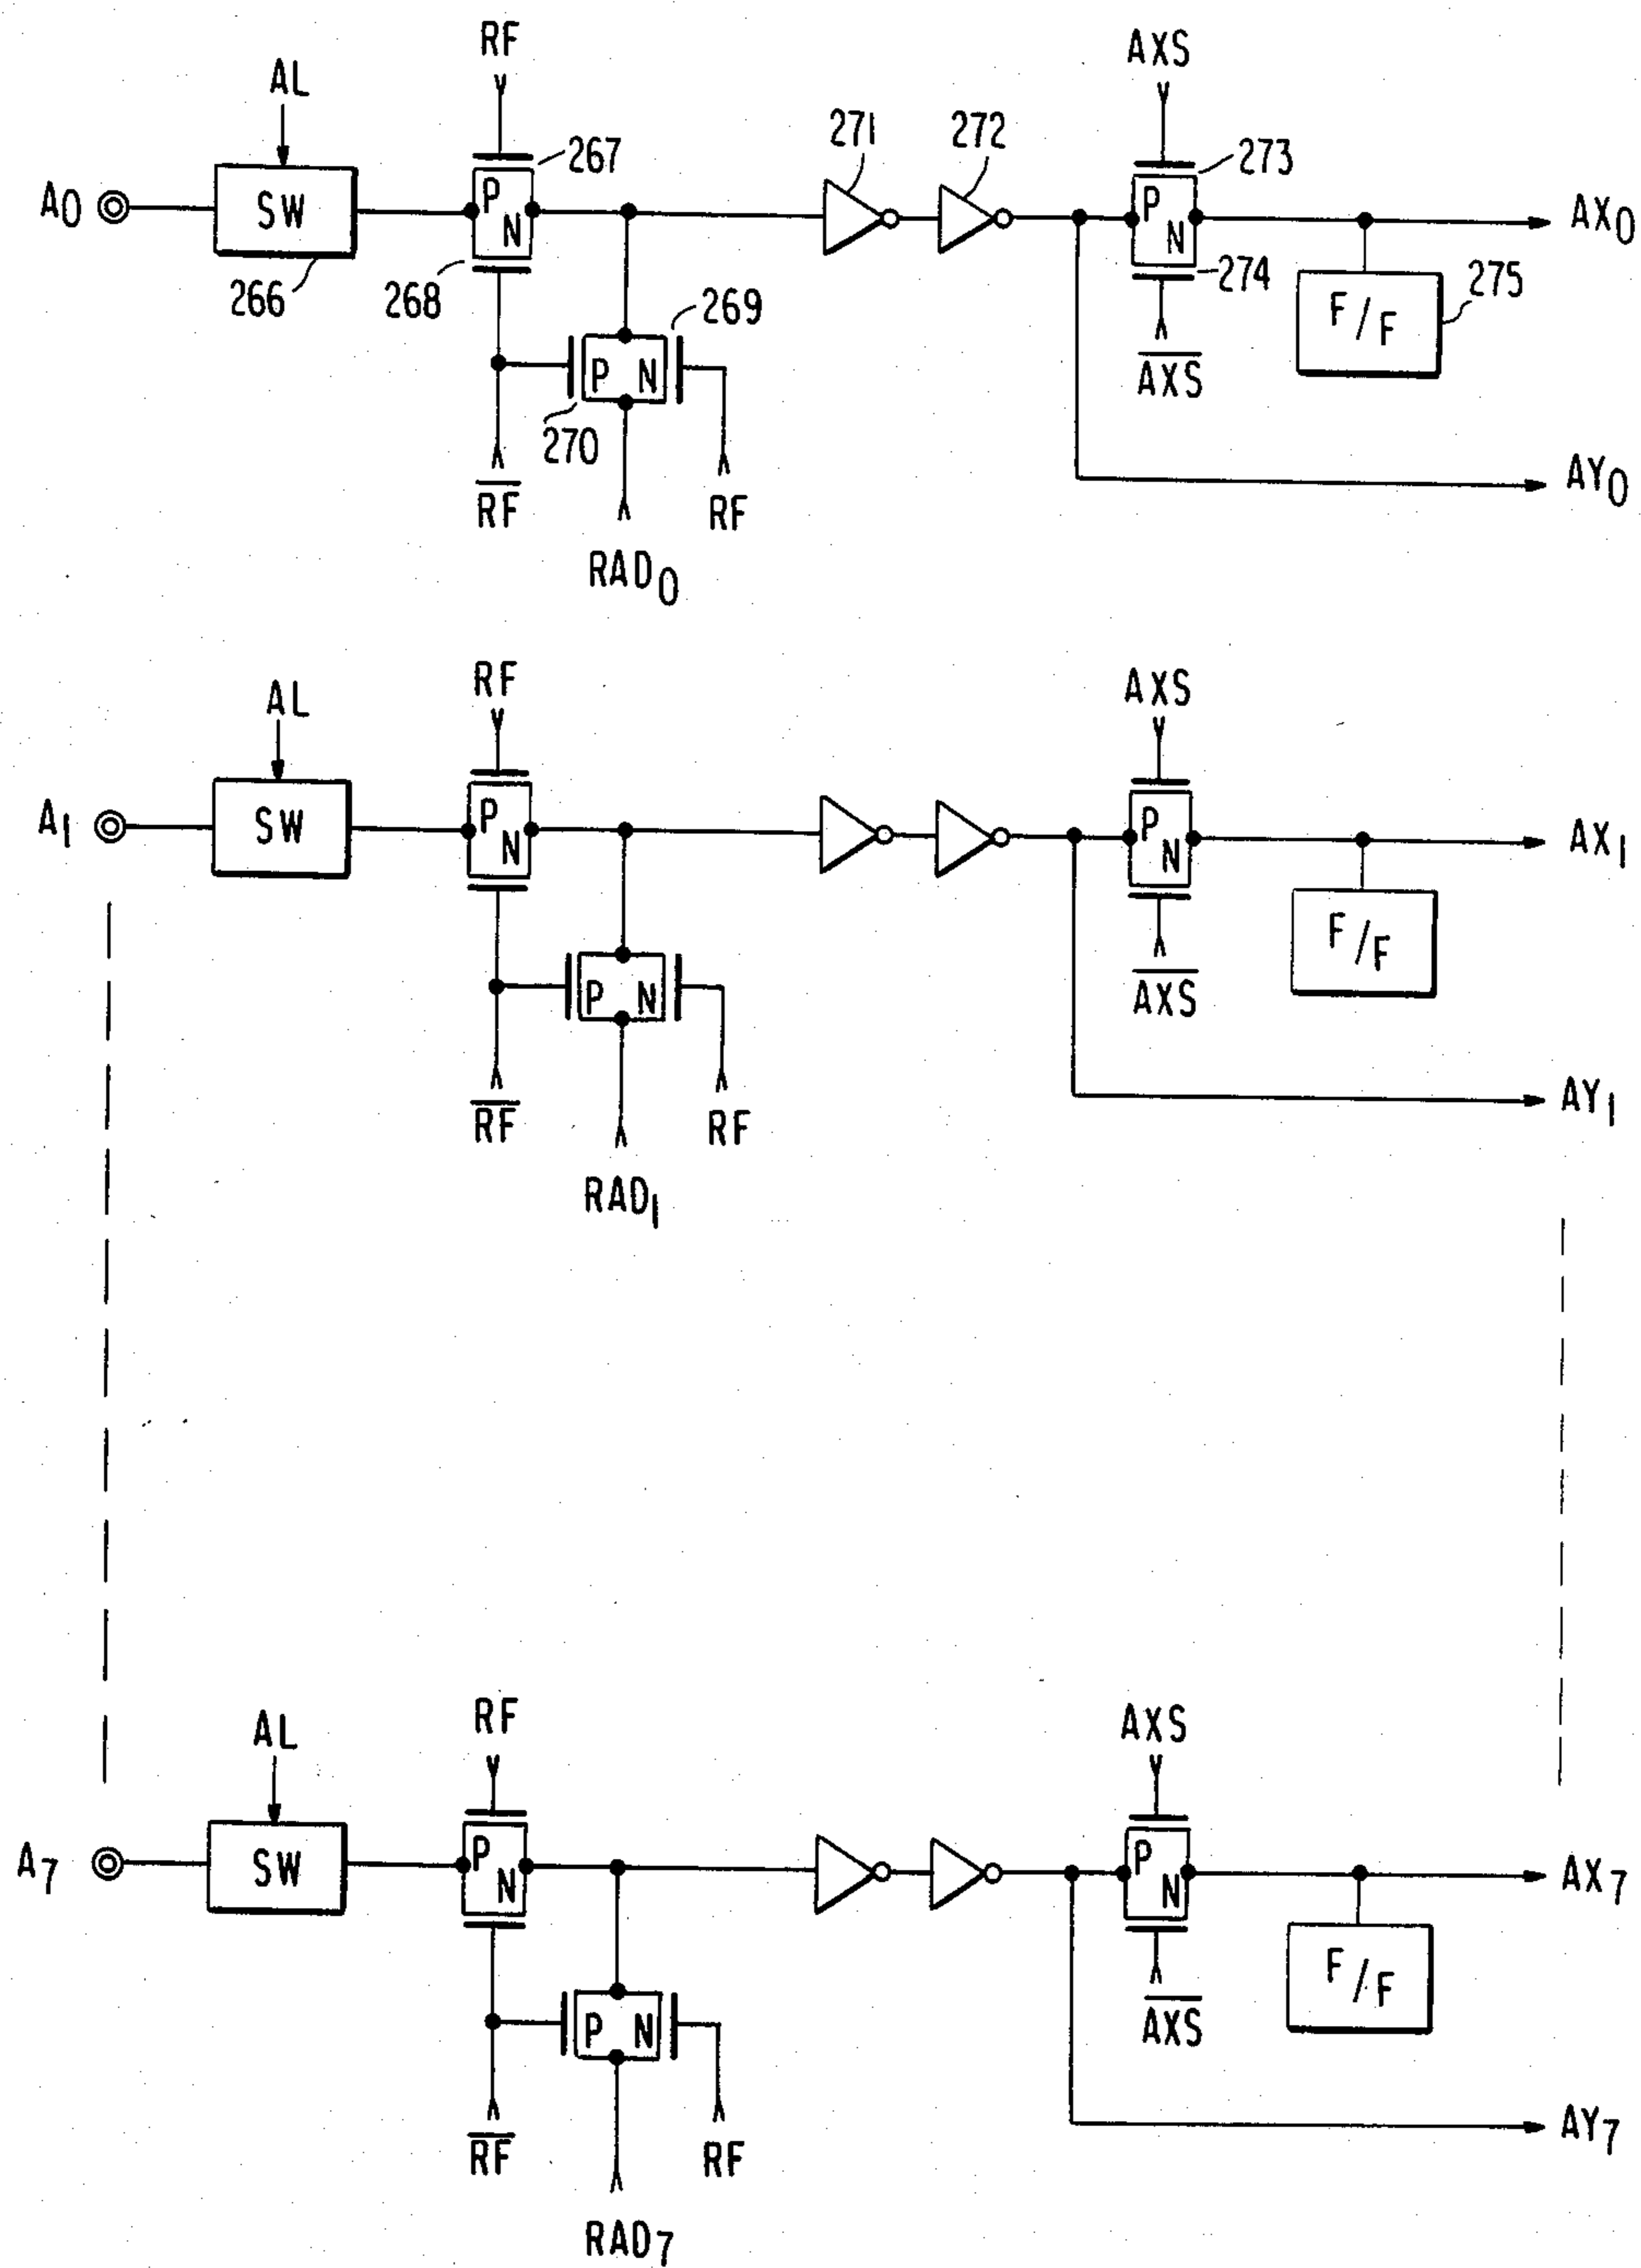 RF
AXS
AL
271
272
267
273
A0
SW
P
N
P
N
AX0
266
268
269
274
F/F
275
P
N
AXS
270
AY0
RF
RF
RAD0
RF
AXS
AL
A1
SW
P
N
P
N
AX1
F/F
P
N
AXS
AY1
RF
RF
RAD1
RF
AXS
AL
A7
SW
P
N
P
N
AX7
F/F
P
N
AXS
AY7
RF
RF
RAD7